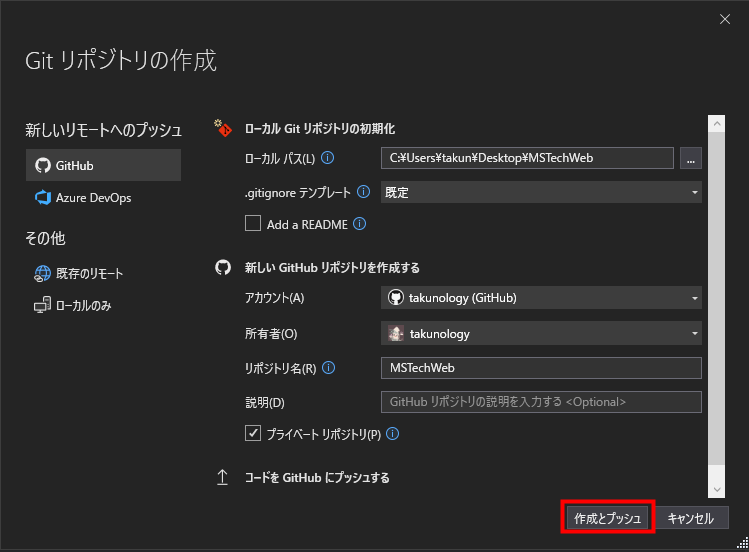 Git リポジトリの作成
新しいリモートへのプッシュ
GitHub
Azure DevOps
その他
既存のリモート
ローカルのみ
ローカル Git リポジトリの初期化
ローカル パス(L)
C:¥Users¥takun¥Desktop¥MSTechWeb
...
.gitignore テンプレート
既定
Add a README
新しい GitHub リポジトリを作成する
アカウント(A)
takunology (GitHub)
所有者(O)
takunology
リポジトリ名(R)
MSTechWeb
説明(D)
GitHub リポジトリの説明を入力する <Optional>
プライベート リポジトリ(P)
コードを GitHub にプッシュする
作成とプッシュ
キャンセル